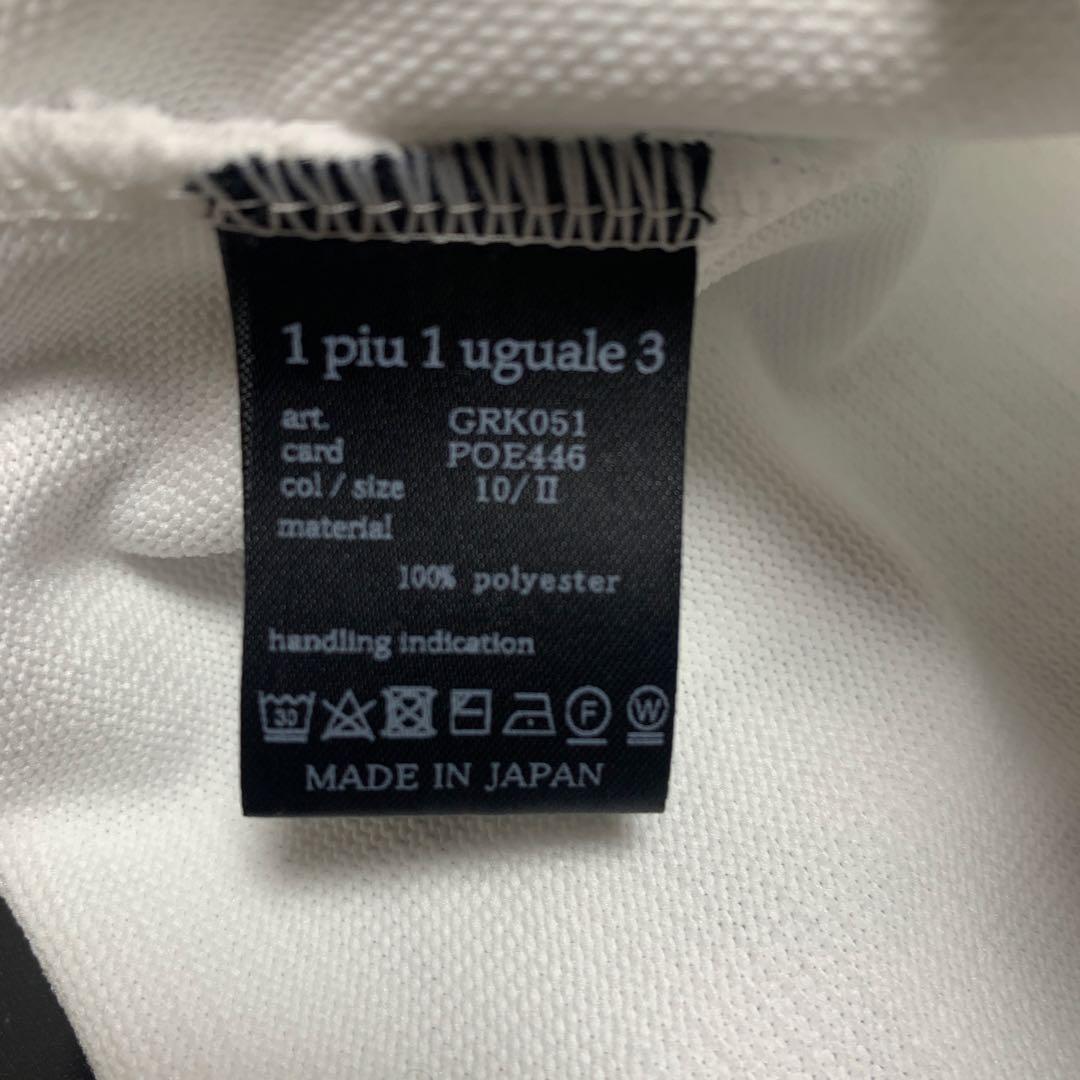 1 piu 1 uguale 3
art. GRK051
card POE446
col / size 10/Ⅱ
material
100% polyester
handling indication
30 F W
MADE IN JAPAN